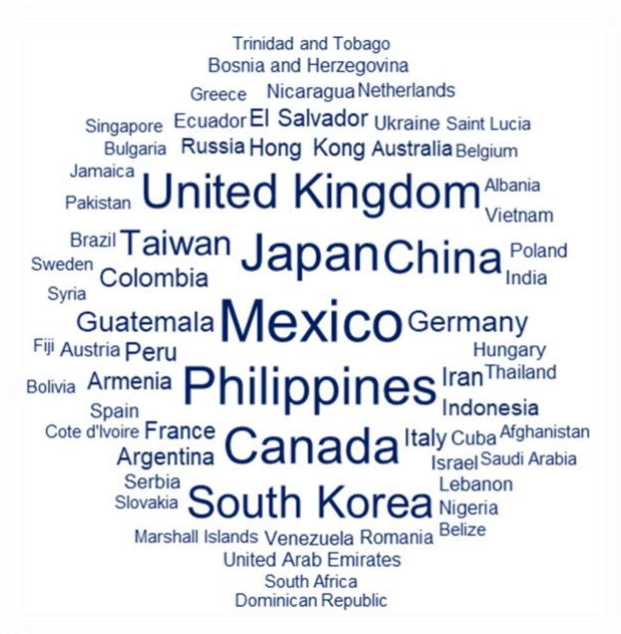 Trinidad and Tobago
Bosnia and Herzegovina
Greece Nicaragua Netherlands
Singapore Ecuador El Salvador Ukraine Saint Lucia
Bulgaria Russia Hong Kong Australia Belgium
Jamaica
Pakistan United Kingdom Albania
Vietnam
Brazil Taiwan Japan China Poland
Sweden Colombia India
Syria
Guatemala Mexico Germany
Fiji Austria Peru Hungary
Bolivia Armenia Philippines Iran Thailand
Spain Indonesia
Cote d'Ivoire France Canada Italy Cuba Afghanistan
Argentina Israel Saudi Arabia
Serbia Lebanon
Slovakia South Korea Nigeria
Marshall Islands Venezuela Romania Belize
United Arab Emirates
South Africa
Dominican Republic